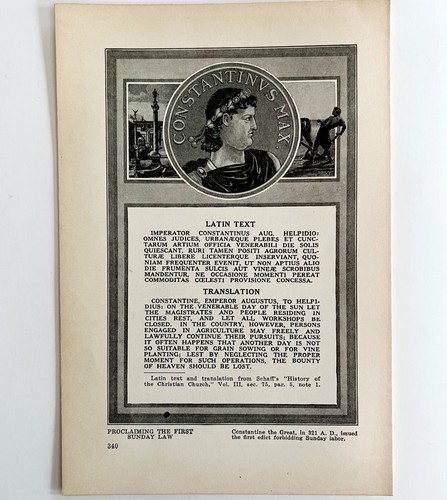 CONSTANTINVS MAX.
LATIN TEXT
IMPERATOR CONSTANTINUS AUG. HELPIDIO:
OMNES JUDICES, URBANÆQUE PLEBES ET CUNC-
TARUM ARTIUM OFFICIA VENERABILI DIE SOLIS
QUIESCANT. RURI TAMEN POSITI AGRORUM CUL-
TURÆ LIBERE LICENTERQUE INSERVIANT, QUO-
NIAM FREQUENTER EVENIT, UT NON APTIUS ALIO
DIE FRUMENTA SULCIS AUT VINEÆ SCROBIBUS
MANDENTUR, NE OCCASIONE MOMENTI PEREAT
COMMODITAS CŒLESTI PROVISIONE CONCESSA.
TRANSLATION
CONSTANTINE, EMPEROR AUGUSTUS, TO HELPI-
DIUS: ON THE VENERABLE DAY OF THE SUN LET
THE MAGISTRATES AND PEOPLE RESIDING IN
CITIES REST, AND LET ALL WORKSHOPS BE
CLOSED. IN THE COUNTRY, HOWEVER, PERSONS
ENGAGED IN AGRICULTURE MAY FREELY AND
LAWFULLY CONTINUE THEIR PURSUITS; BECAUSE
IT OFTEN HAPPENS THAT ANOTHER DAY IS NOT
SO SUITABLE FOR GRAIN SOWING OR FOR VINE
PLANTING; LEST BY NEGLECTING THE PROPER
MOMENT FOR SUCH OPERATIONS, THE BOUNTY
OF HEAVEN SHOULD BE LOST.
Latin text and translation from Schaff's "History of
the Christian Church," Vol. III, sec. 75, par. 5, note 1.
PROCLAIMING THE FIRST
SUNDAY LAW
Constantine the Great, in 321 A. D., issued
the first edict forbidding Sunday labor.
340